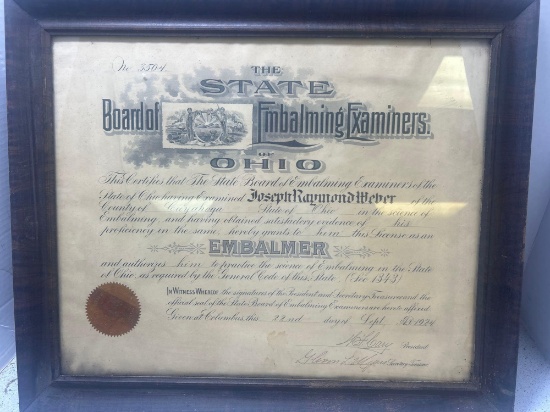 No 3504
THE
STATE
Board of Embalming Examiners
OF
OHIO
This Certifies that The State Board of Embalming Examiners of the
State of Ohio having Examined Joseph Raymond Weber of the
County of Cuyahoga State of Ohio in the science of
Embalming, and having obtained satisfactory evidence of his
proficiency in the same, hereby grants to him this License as an
EMBALMER
and authorizes him to practice the science of Embalming in the State
of Ohio, as required by the General Code of this State (Sec 1343)
In Witness Whereof the signatures of the President and Secretary-Treasurer and the
official seal of the State Board of Embalming Examiners are hereto affixed
Given at Columbus this 22nd day of Sept AD 1924
President
Secretary-Treasurer